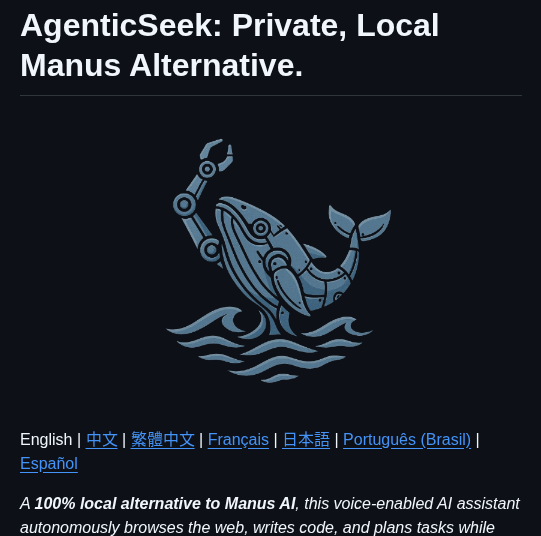 AgenticSeek: Private, Local
Manus Alternative.
English | 中文 | 繁體中文 | Français | 日本語 | Português (Brasil) |
Español
A 100% local alternative to Manus AI, this voice-enabled AI assistant
autonomously browses the web, writes code, and plans tasks while